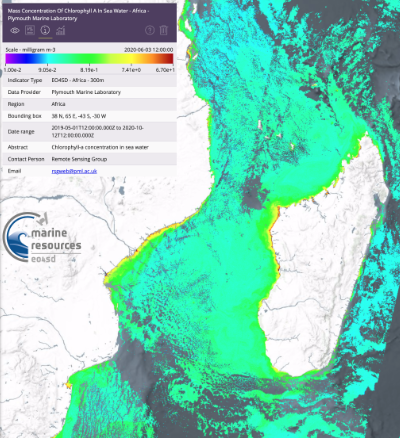 Mass Concentration Of Chlorophyll A In Sea Water - Africa -
Plymouth Marine Laboratory
Scale - milligram m-3 2020-06-03 12:00:00
1.00e-2 9.05e-2 8.19e-1 7.41e+0 6.70e+1
Indicator Type EO4SD - Africa - 300m
Data Provider Plymouth Marine Laboratory
Region Africa
Bounding box 38 N, 65 E, -43 S, -30 W
Date range 2019-05-01T12:00:00.000Z to 2020-10-
12T12:00:00.000Z
Abstract Chlorophyll-a concentration in sea water
Contact Person Remote Sensing Group
Email rsgweb@pml.ac.uk
marine
resources
eo4sd